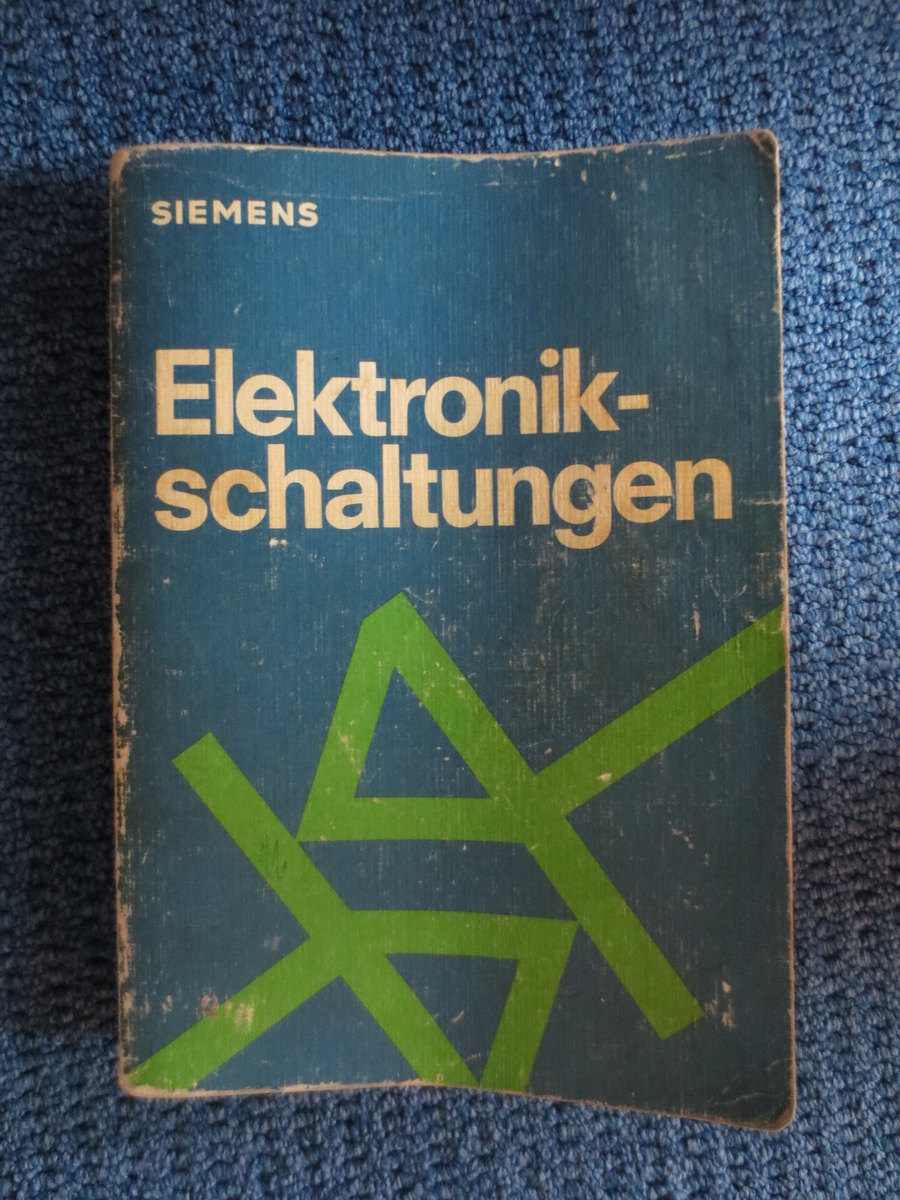 SIEMENS
Elektronik-
schaltungen